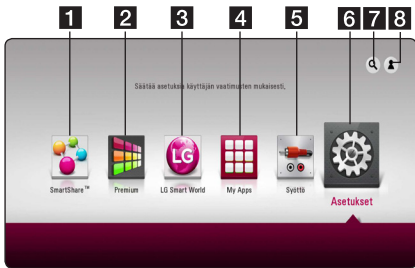 1 2 3 4 5 6 7 8
Säätää asetuksia käyttäjän vaatimusten mukaisesti.
LG
SmartShare™ Premium LG Smart World My Apps Syöttö
Asetukset